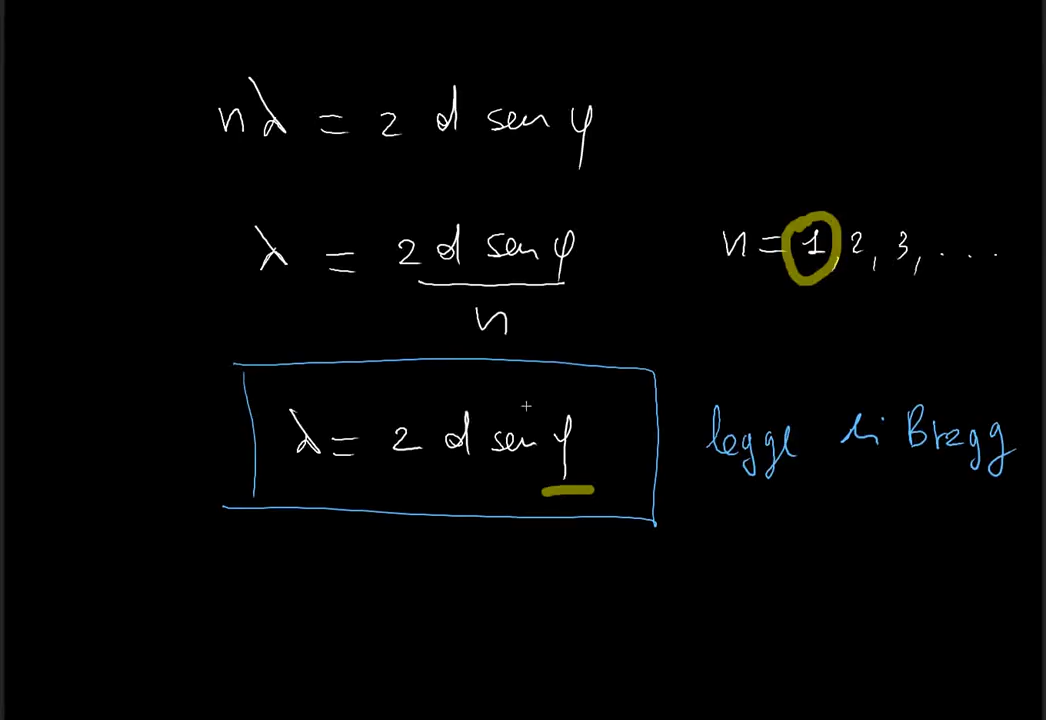 nλ = 2 d sen φ
λ = 2 d sen φ / n
n = 1, 2, 3, ...
λ = 2 d sen φ
legge di Bragg